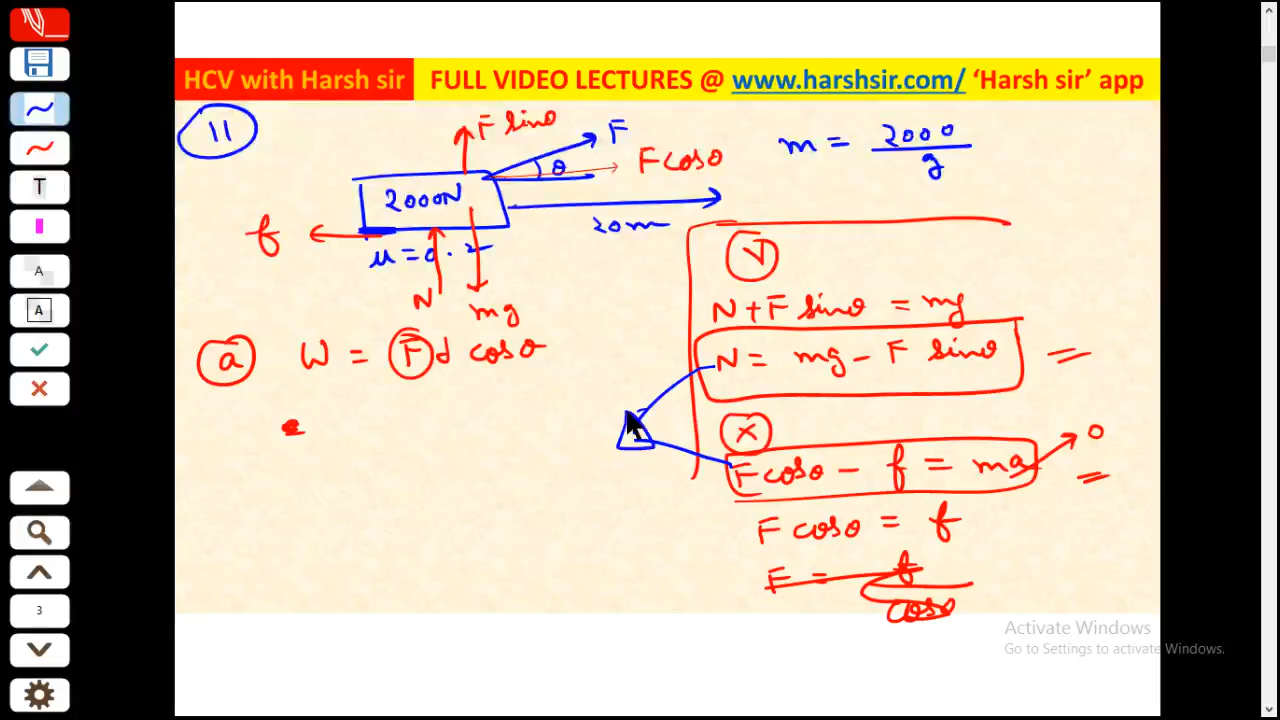 HCV with Harsh sir FULL VIDEO LECTURES @ www.harshsir.com/ 'Harsh sir' app
11
F sinθ
F
θ
F cosθ
m = 2000/g
2000N
20m
f
μ = 0.2
N
mg
V
N + F sinθ = mg
N = mg - F sinθ
a W = F d cosθ
X
F cosθ - f = ma 0
F cosθ = f
F = f/cosθ
T
A
A
3
Activate Windows
Go to Settings to activate Windows.